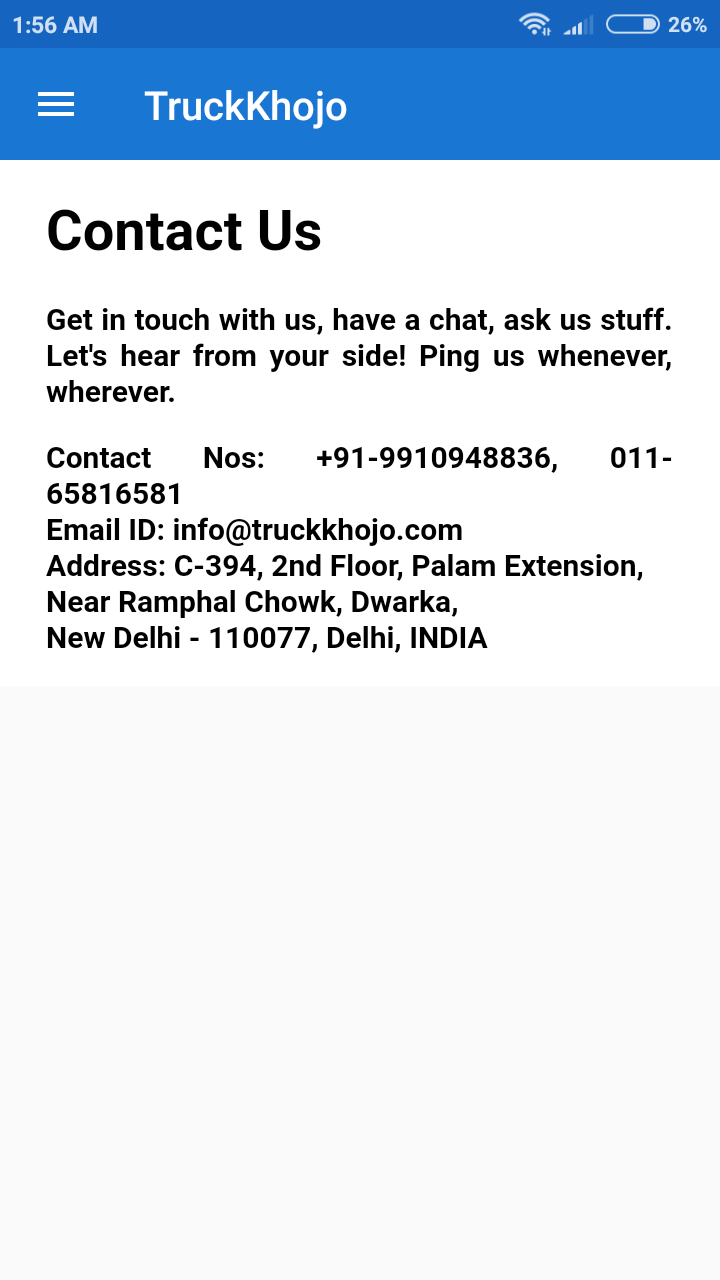 1:56 AM 26%
TruckKhojo
Contact Us
Get in touch with us, have a chat, ask us stuff.
Let's hear from your side! Ping us whenever,
wherever.
Contact Nos: +91-9910948836, 011-
65816581
Email ID: info@truckkhojo.com
Address: C-394, 2nd Floor, Palam Extension,
Near Ramphal Chowk, Dwarka,
New Delhi - 110077, Delhi, INDIA